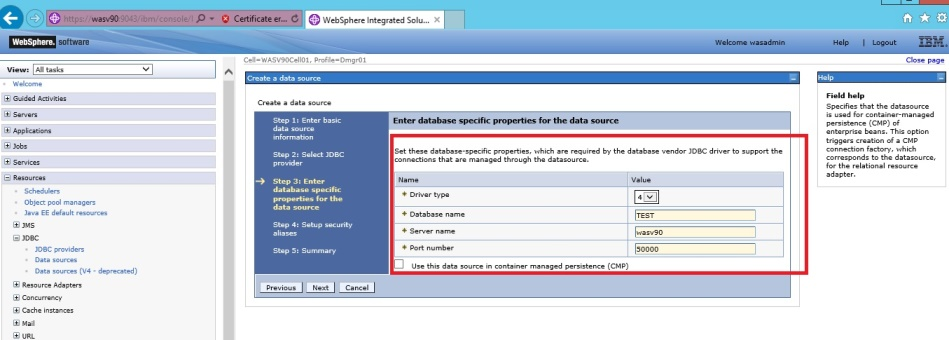 https://wasv90:9043/ibm/console/l
Certificate er...
WebSphere Integrated Solu...
WebSphere. software
Welcome wasadmin
Help
Logout
IBM.
View: All tasks
Cell=WASV90Cell01, Profile=Dmgr01
Close page
Welcome
Guided Activities
Servers
Applications
Jobs
Services
Resources
Schedulers
Object pool managers
Java EE default resources
JMS
JDBC
JDBC providers
Data sources
Data sources (V4 - deprecated)
Resource Adapters
Concurrency
Cache instances
Mail
URL
Create a data source
Create a data source
Step 1: Enter basic
data source
information
Step 2: Select JDBC
provider
Step 3: Enter
database specific
properties for the
data source
Step 4: Setup security
aliases
Step 5: Summary
Enter database specific properties for the data source
Set these database-specific properties, which are required by the database vendor JDBC driver to support the
connections that are managed through the datasource.
Name Value
* Driver type 4
* Database name TEST
* Server name wasv90
* Port number 50000
Use this data source in container managed persistence (CMP)
Previous Next Cancel
Help
Field help
Specifies that the datasource
is used for container-managed
persistence (CMP) of
enterprise beans. This option
triggers creation of a CMP
connection factory, which
corresponds to the datasource,
for the relational resource
adapter.